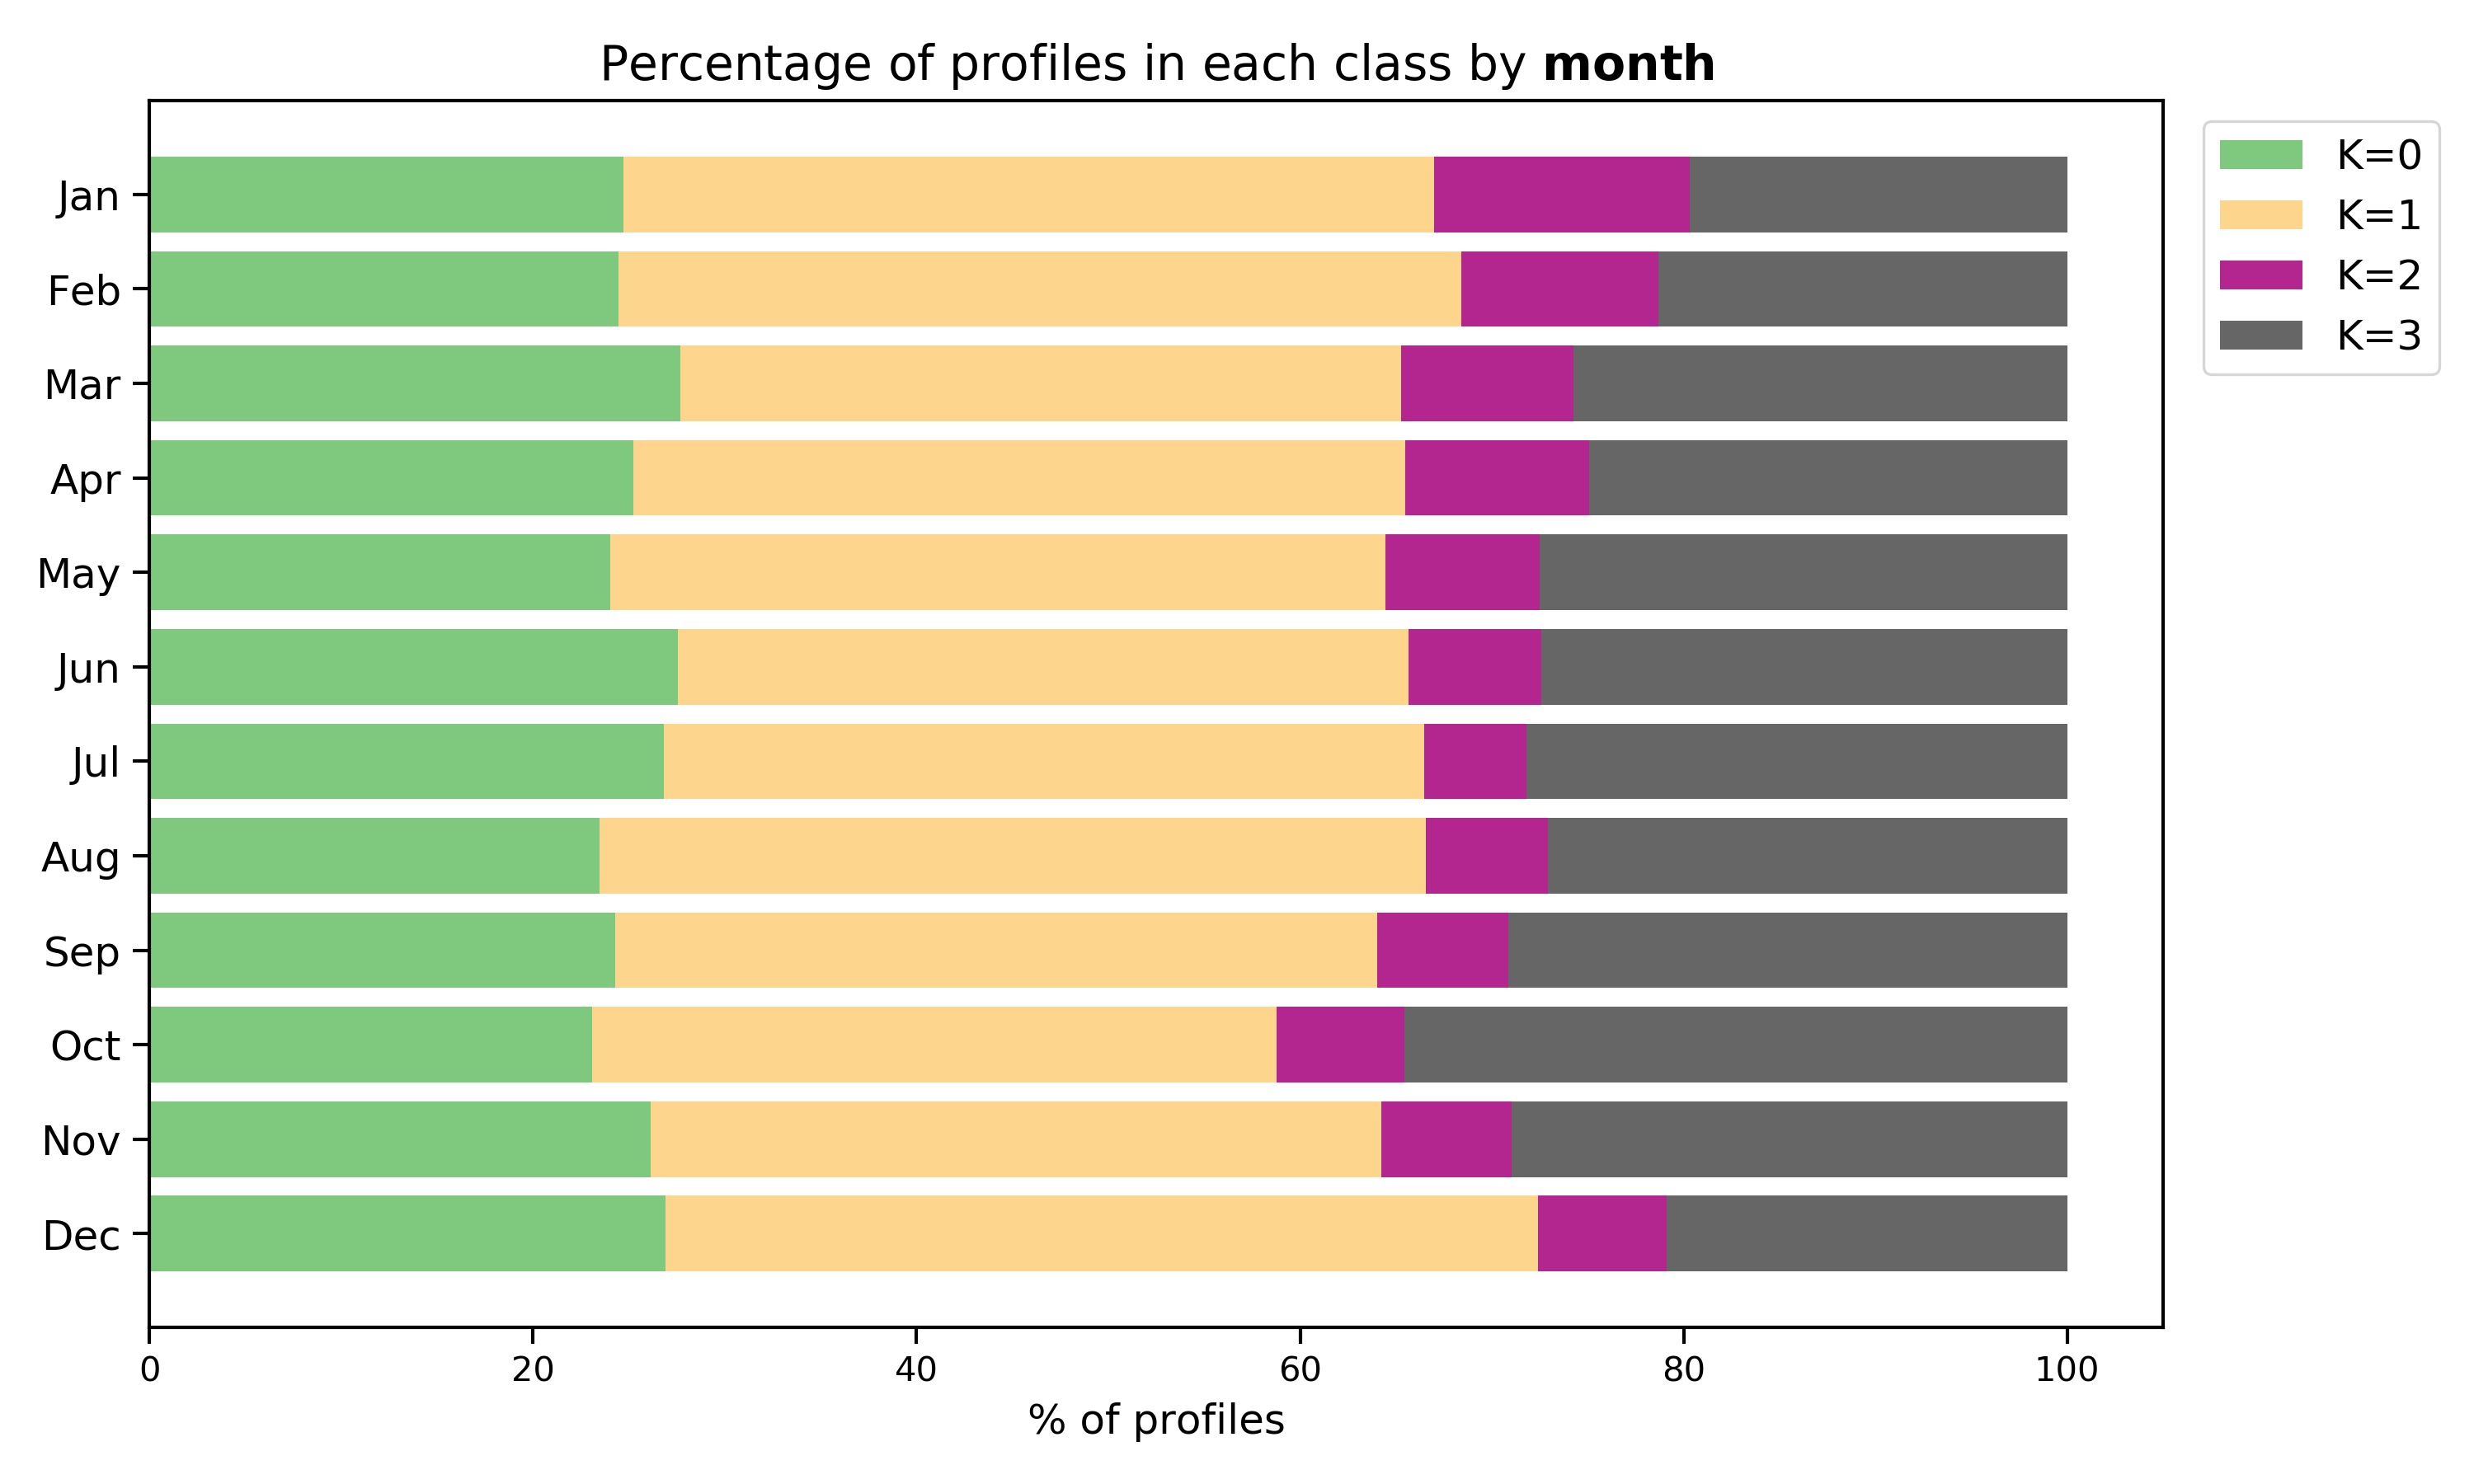 Percentage of profiles in each class by month
Jan
Feb
Mar
Apr
May
Jun
Jul
Aug
Sep
Oct
Nov
Dec
0 20 40 60 80 100
% of profiles
K=0
K=1
K=2
K=3